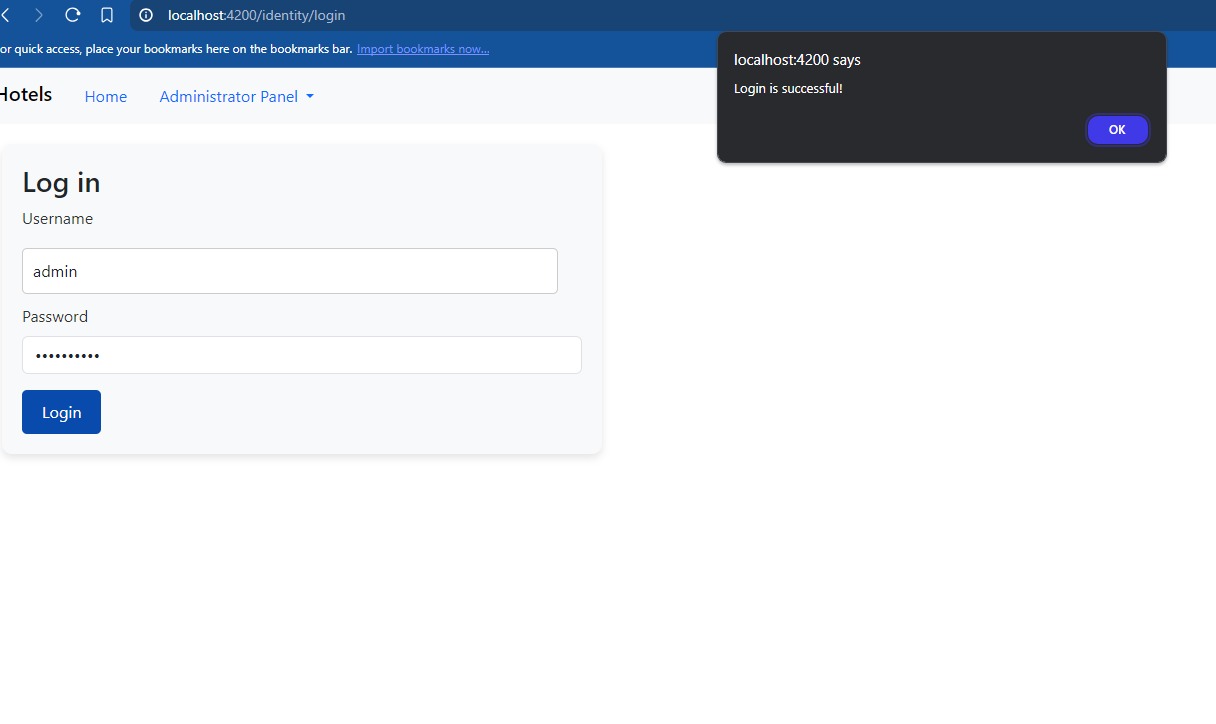 localhost:4200/identity/login
or quick access, place your bookmarks here on the bookmarks bar. Import bookmarks now...
localhost:4200 says
Login is successful!
OK
Hotels Home Administrator Panel
Log in
Username
admin
Password
••••••••••
Login